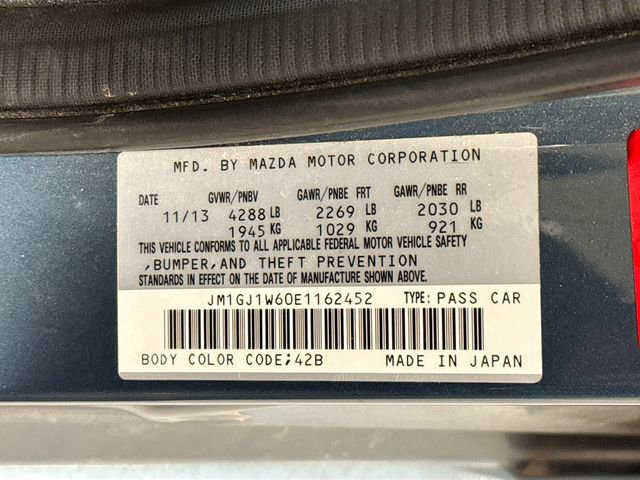 MFD. BY MAZDA MOTOR CORPORATION
DATE GVWR/PNBV GAWR/PNBE FRT GAWR/PNBE RR
11/13 4288 LB 2269 LB 2030 LB
1945 KG 1029 KG 921 KG
THIS VEHICLE CONFORMS TO ALL APPLICABLE FEDERAL MOTOR VEHICLE SAFETY
,BUMPER,AND THEFT PREVENTION
STANDARDS IN EFFECT ON THE DATE OF MANUFACTURE SHOWN ABOVE.
JM1GJ1W60E1162452 TYPE: PASS CAR
BODY COLOR CODE;42B MADE IN JAPAN